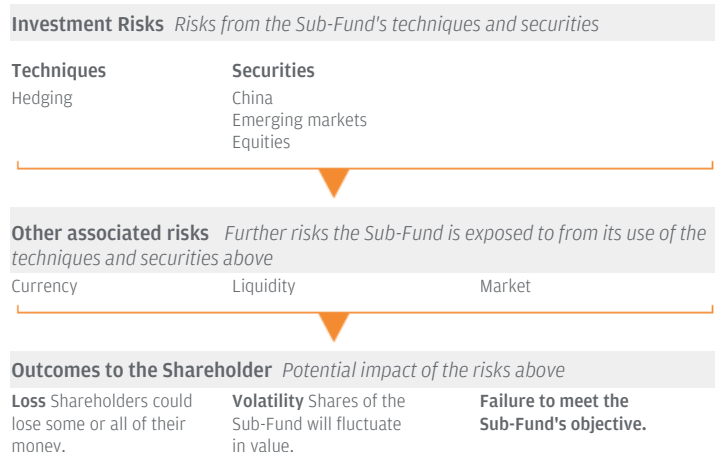 Investment Risks Risks from the Sub-Fund's techniques and securities
Techniques
Hedging
Securities
China
Emerging markets
Equities
Other associated risks Further risks the Sub-Fund is exposed to from its use of the
techniques and securities above
Currency
Liquidity
Market
Outcomes to the Shareholder Potential impact of the risks above
Loss Shareholders could
lose some or all of their
money.
Volatility Shares of the
Sub-Fund will fluctuate
in value.
Failure to meet the
Sub-Fund's objective.